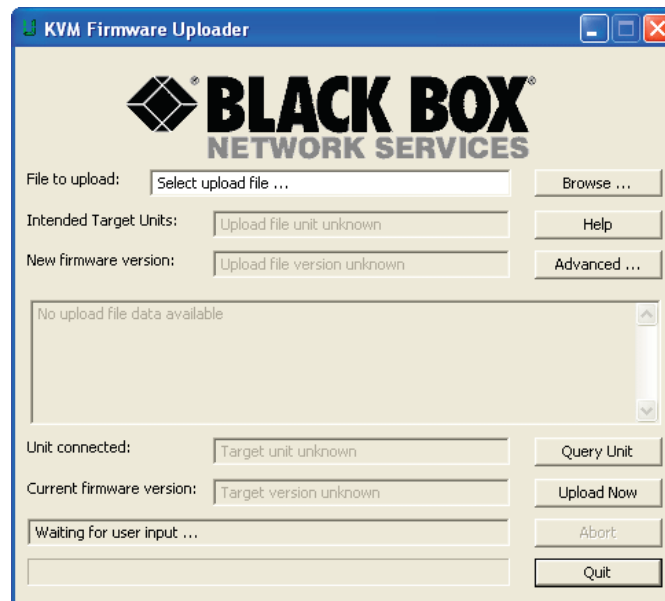 KVM Firmware Uploader
BLACK BOX®
NETWORK SERVICES
File to upload: Select upload file ... Browse ...
Intended Target Units: Upload file unit unknown Help
New firmware version: Upload file version unknown Advanced ...
No upload file data available
Unit connected: Target unit unknown Query Unit
Current firmware version: Target version unknown Upload Now
Waiting for user input ... Abort
Quit